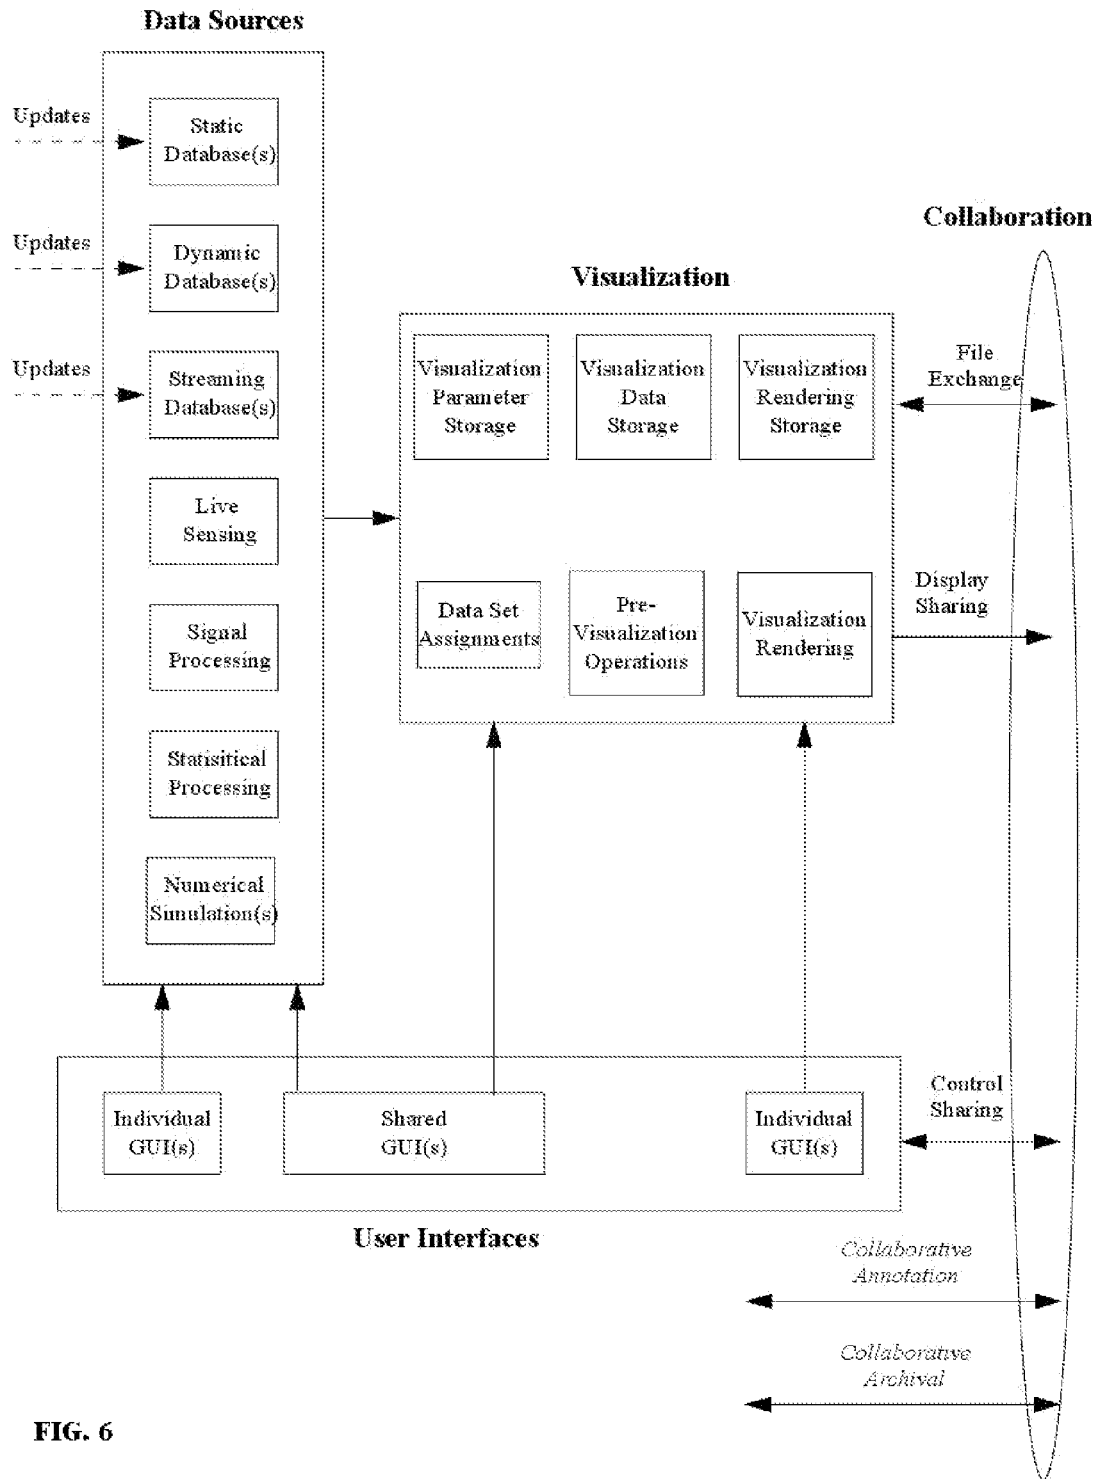 Data Sources
Updates
Static
Database(s)
Updates
Dynamic
Database(s)
Updates
Streaming
Database(s)
Live
Sensing
Signal
Processing
Statisitical
Processing
Numerical
Simulation(s)
Visualization
Visualization
Parameter
Storage
Visualization
Data
Storage
Visualization
Rendering
Storage
Data Set
Assignments
Pre-
Visualization
Operations
Visualization
Rendering
Collaboration
File
Exchange
Display
Sharing
Individual
GUI(s)
Shared
GUI(s)
Individual
GUI(s)
User Interfaces
Control
Sharing
Collaborative
Annotation
Collaborative
Archival
FIG. 6